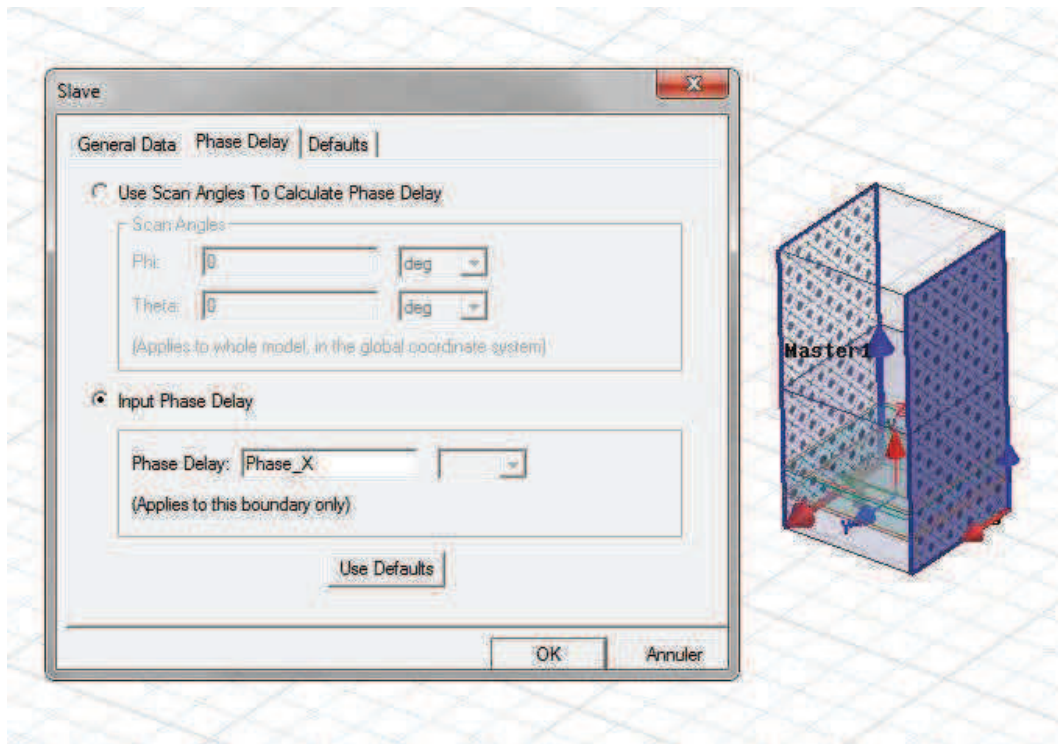 Slave
General Data Phase Delay Defaults
Use Scan Angles To Calculate Phase Delay
Scan Angles
Phi: 0 deg
Theta: 0 deg
(Applies to whole model, in the global coordinate system)
Input Phase Delay
Phase Delay: Phase_X
(Applies to this boundary only)
Use Defaults
OK Annuler
Master1
Z
Y